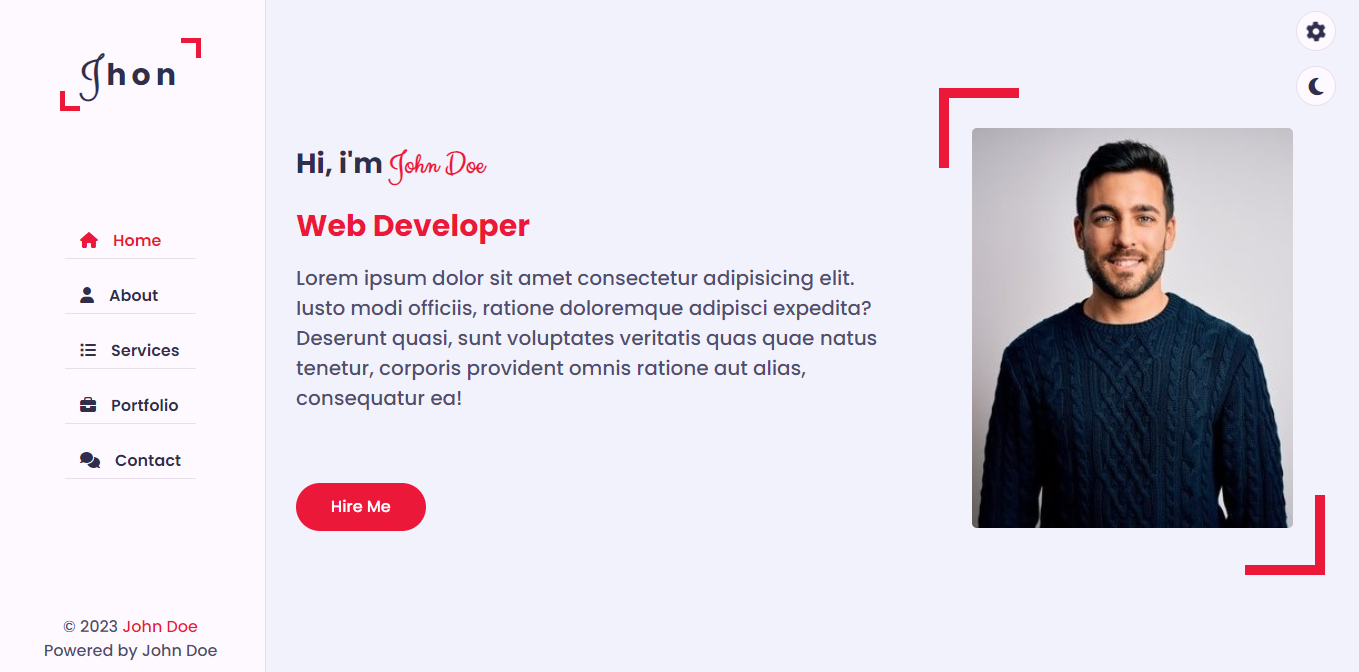 Jhon
Home
About
Services
Portfolio
Contact
© 2023 John Doe
Powered by John Doe
Hi, i'm John Doe
Web Developer
Lorem ipsum dolor sit amet consectetur adipisicing elit.
Iusto modi officiis, ratione doloremque adipisci expedita?
Deserunt quasi, sunt voluptates veritatis quas quae natus
tenetur, corporis provident omnis ratione aut alias,
consequatur ea!
Hire Me